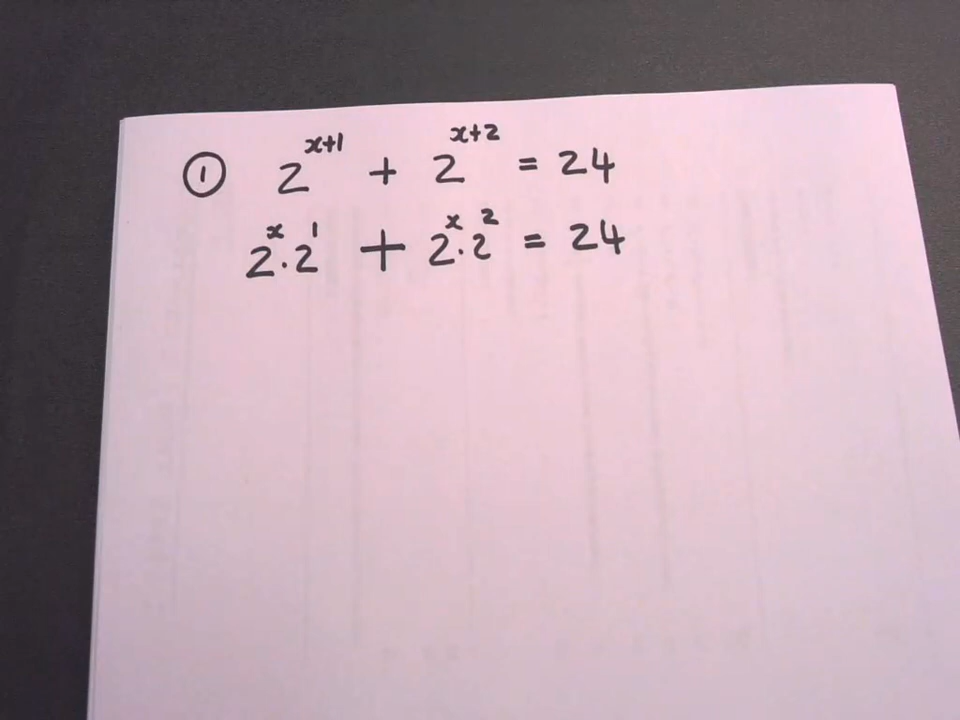 ① 2^{x+1} + 2^{x+2} = 24
2^x · 2^1 + 2^x · 2^2 = 24